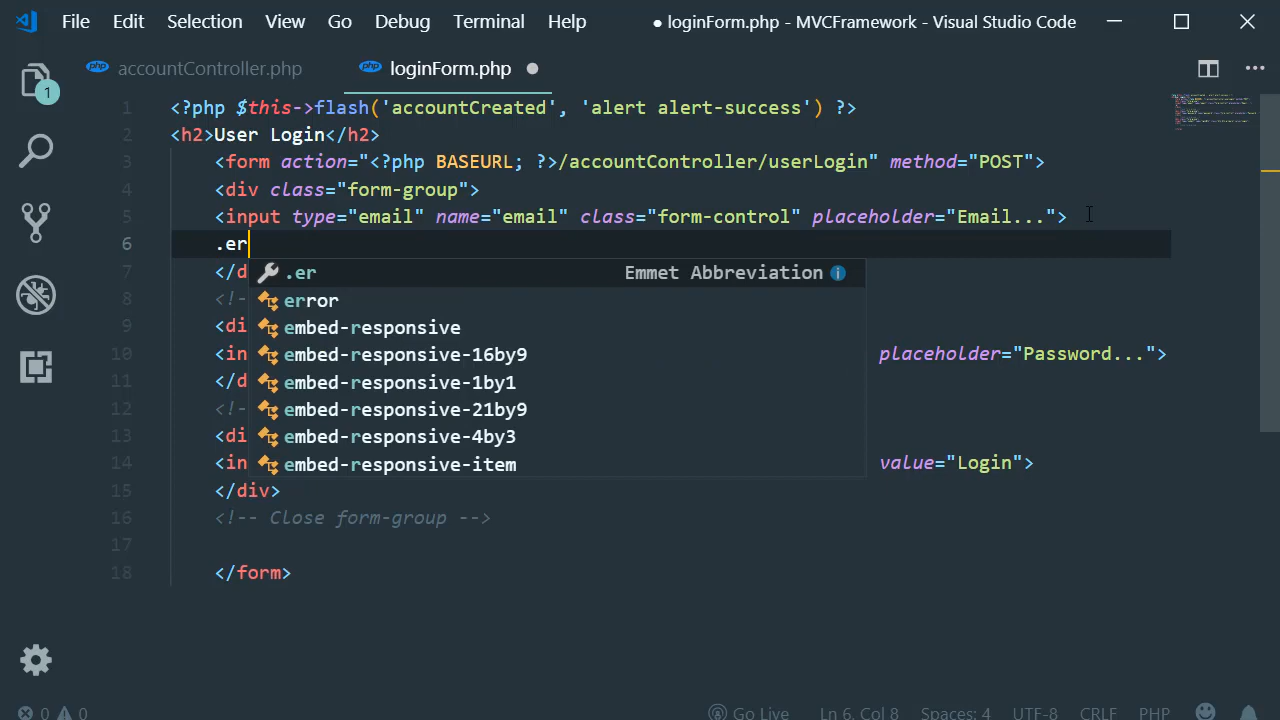 File Edit Selection View Go Debug Terminal Help ● loginForm.php - MVCFramework - Visual Studio Code
1 php accountController.php php loginForm.php
1 <?php $this->flash('accountCreated', 'alert alert-success') ?>
2 <h2>User Login</h2>
3 <form action="<?php BASEURL; ?>/accountController/userLogin" method="POST">
4 <div class="form-group">
5 <input type="email" name="email" class="form-control" placeholder="Email...">
6 .er
7 </d .er Emmet Abbreviation
8 <!- error
9 <di embed-responsive
10 <in embed-responsive-16by9 placeholder="Password...">
11 </d embed-responsive-1by1
12 <!- embed-responsive-21by9
13 <di embed-responsive-4by3
14 <in embed-responsive-item value="Login">
15 </div>
16 <!-- Close form-group -->
17
18 </form>
0 0 Go Live Ln 6, Col 8 Spaces: 4 UTF-8 CRLF PHP